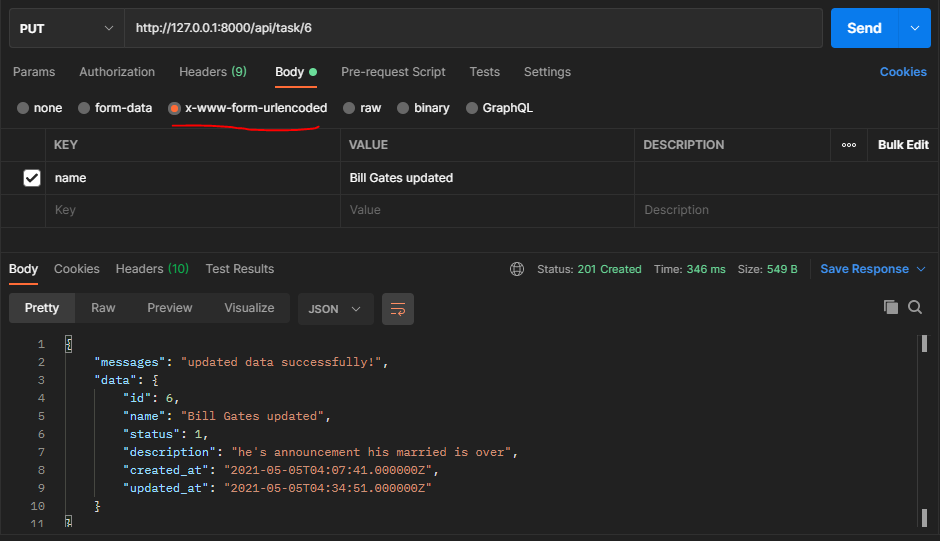 PUT http://127.0.0.1:8000/api/task/6 Send
Params Authorization Headers (9) Body Pre-request Script Tests Settings Cookies
none form-data x-www-form-urlencoded raw binary GraphQL
KEY VALUE DESCRIPTION ooo Bulk Edit
name Bill Gates updated
Key Value Description
Body Cookies Headers (10) Test Results Status: 201 Created Time: 346 ms Size: 549 B Save Response
Pretty Raw Preview Visualize JSON
1 {
2 "messages": "updated data successfully!",
3 "data": {
4 "id": 6,
5 "name": "Bill Gates updated",
6 "status": 1,
7 "description": "he's announcement his married is over",
8 "created_at": "2021-05-05T04:07:41.000000Z",
9 "updated_at": "2021-05-05T04:34:51.000000Z"
10 }
11 }